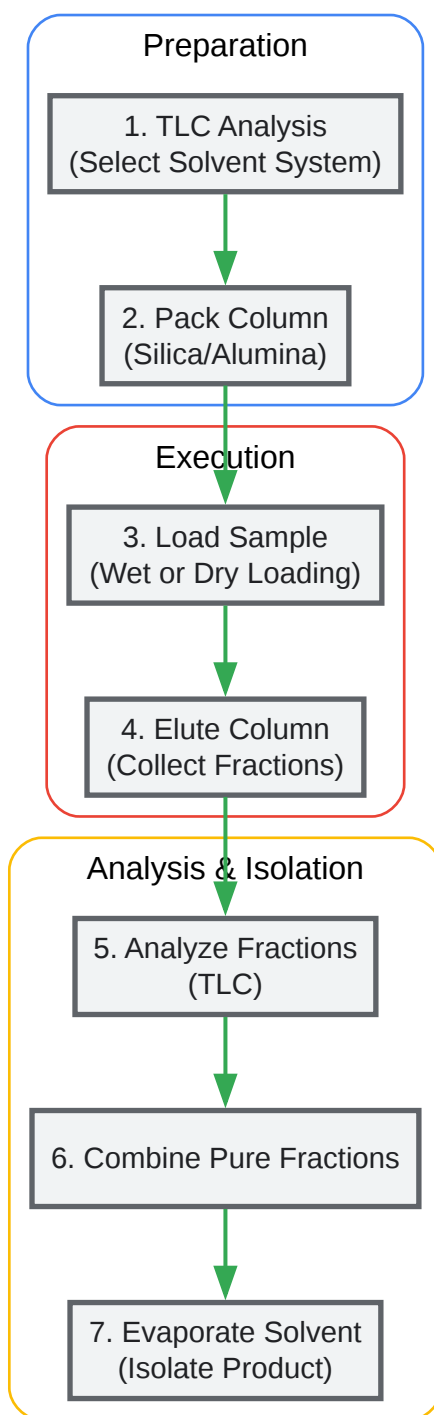 Preparation
1. TLC Analysis
(Select Solvent System)
2. Pack Column
(Silica/Alumina)
Execution
3. Load Sample
(Wet or Dry Loading)
4. Elute Column
(Collect Fractions)
Analysis & Isolation
5. Analyze Fractions
(TLC)
6. Combine Pure Fractions
7. Evaporate Solvent
(Isolate Product)